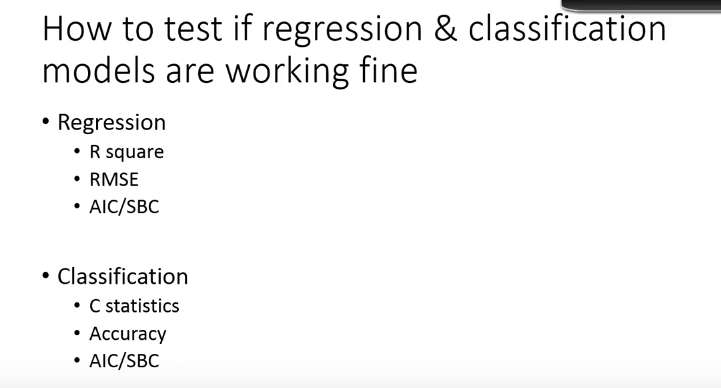 How to test if regression & classification
models are working fine
• Regression
• R square
• RMSE
• AIC/SBC
• Classification
• C statistics
• Accuracy
• AIC/SBC